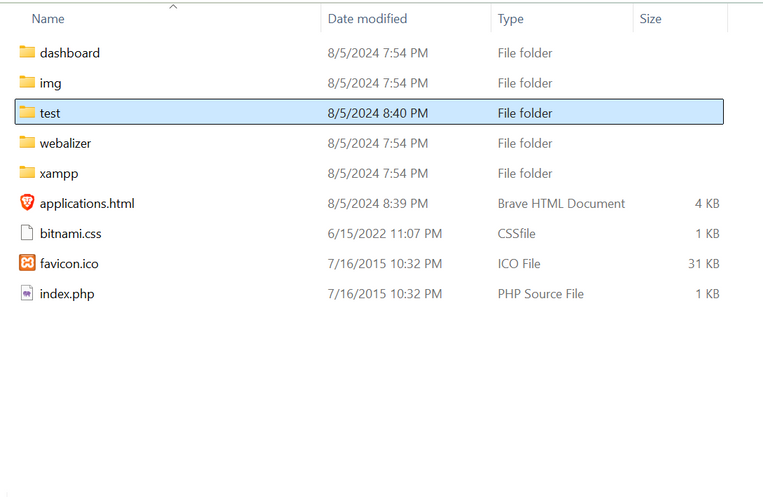 Name Date modified Type Size
dashboard 8/5/2024 7:54 PM File folder
img 8/5/2024 7:54 PM File folder
test 8/5/2024 8:40 PM File folder
webalizer 8/5/2024 7:54 PM File folder
xampp 8/5/2024 7:54 PM File folder
applications.html 8/5/2024 8:39 PM Brave HTML Document 4 KB
bitnami.css 6/15/2022 11:07 PM CSSfile 1 KB
favicon.ico 7/16/2015 10:32 PM ICO File 31 KB
index.php 7/16/2015 10:32 PM PHP Source File 1 KB